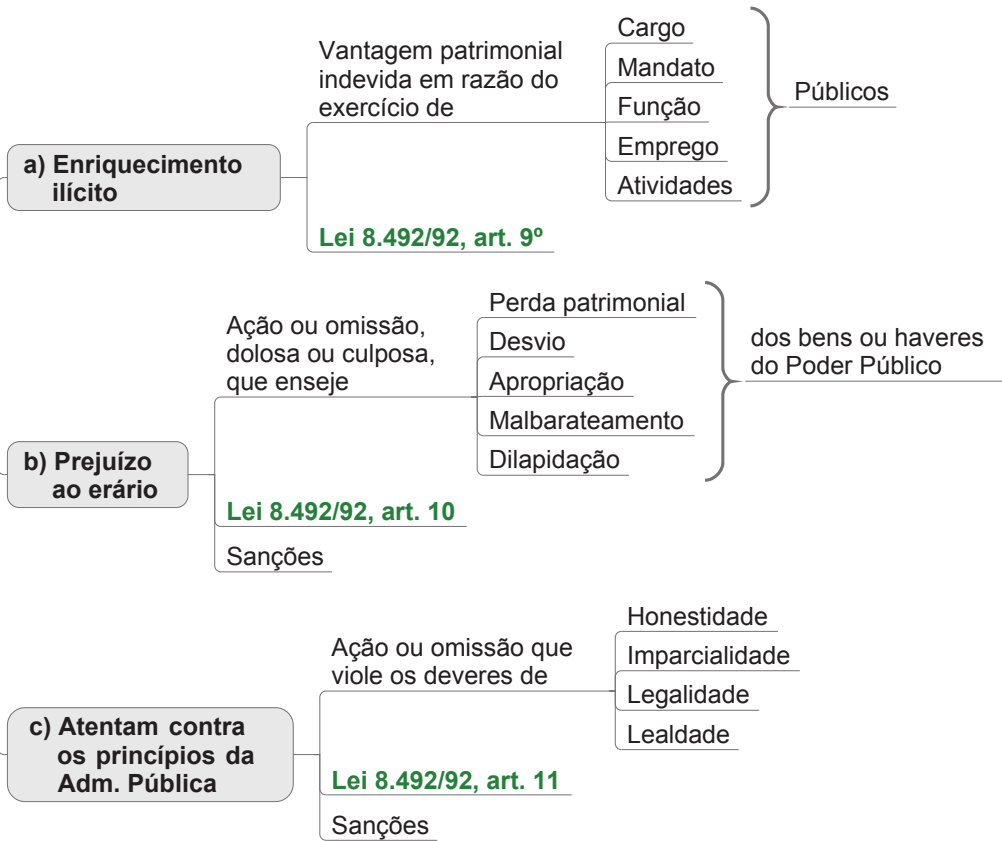 a) Enriquecimento
ilícito
Vantagem patrimonial
indevida em razão do
exercício de
Cargo
Mandato
Função
Emprego
Atividades
Públicos
Lei 8.492/92, art. 9º
b) Prejuízo
ao erário
Ação ou omissão,
dolosa ou culposa,
que enseje
Perda patrimonial
Desvio
Apropriação
Malbarateamento
Dilapidação
dos bens ou haveres
do Poder Público
Lei 8.492/92, art. 10
Sanções
c) Atentam contra
os princípios da
Adm. Pública
Ação ou omissão que
viole os deveres de
Honestidade
Imparcialidade
Legalidade
Lealdade
Lei 8.492/92, art. 11
Sanções